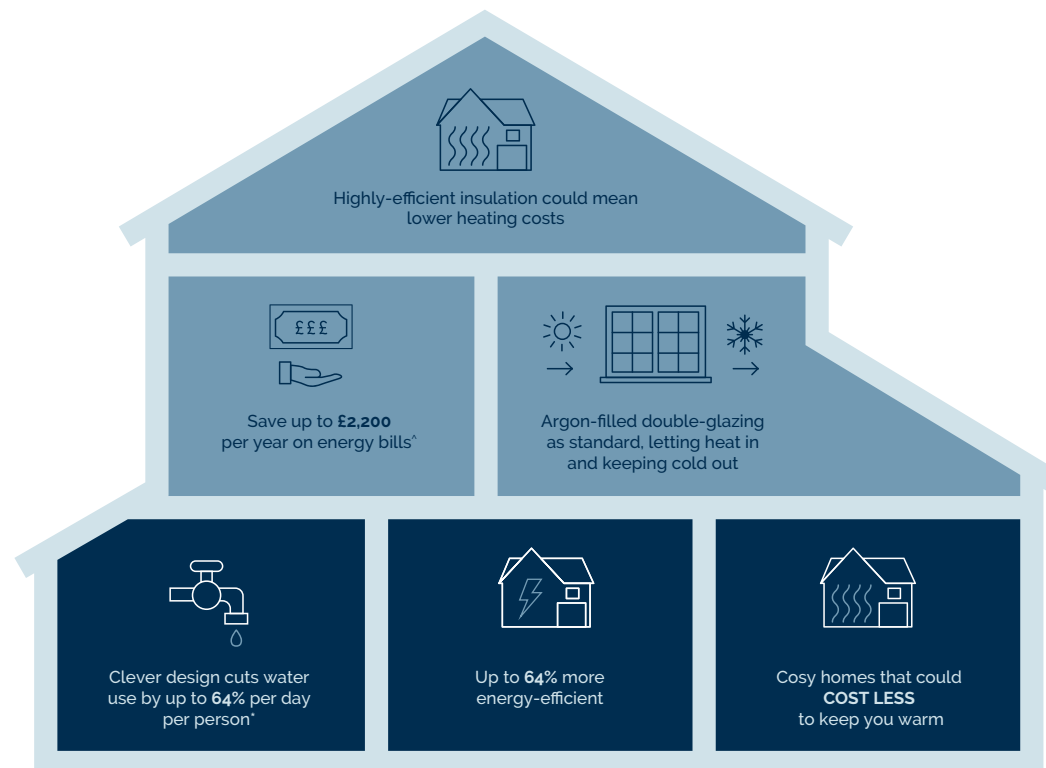 Highly-efficient insulation could mean
lower heating costs
£££
Save up to £2,200
per year on energy bills^
Argon-filled double-glazing
as standard, letting heat in
and keeping cold out
Clever design cuts water
use by up to 64% per day
per person*
Up to 64% more
energy-efficient
Cosy homes that could
COST LESS
to keep you warm